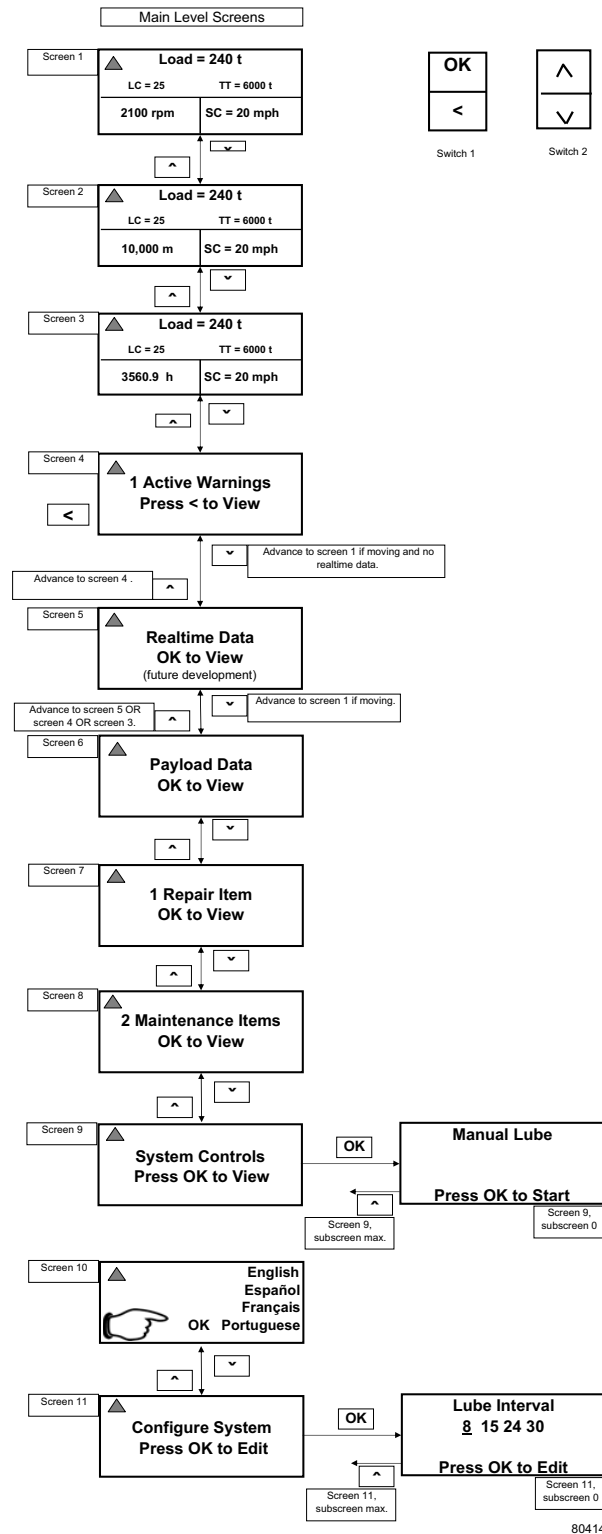 Main Level Screens
Screen 1
Load = 240 t
LC = 25 TT = 6000 t
2100 rpm SC = 20 mph
OK
<
Switch 1
^
v
Switch 2
^
v
Screen 2
Load = 240 t
LC = 25 TT = 6000 t
10,000 m SC = 20 mph
^
v
Screen 3
Load = 240 t
LC = 25 TT = 6000 t
3560.9 h SC = 20 mph
^
v
Screen 4
1 Active Warnings
Press < to View
<
v
Advance to screen 1 if moving and no
realtime data.
Advance to screen 4 .
^
Screen 5
Realtime Data
OK to View
(future development)
v
Advance to screen 1 if moving.
Advance to screen 5 OR
screen 4 OR screen 3.
^
Screen 6
Payload Data
OK to View
^
v
Screen 7
1 Repair Item
OK to View
^
v
Screen 8
2 Maintenance Items
OK to View
^
v
Screen 9
System Controls
Press OK to View
OK
Manual Lube
Press OK to Start
^
Screen 9,
subscreen max.
Screen 9,
subscreen 0
Screen 10
English
Español
Français
OK Portuguese
^
v
Screen 11
Configure System
Press OK to Edit
OK
Lube Interval
8 15 24 30
Press OK to Edit
^
Screen 11,
subscreen max.
Screen 11,
subscreen 0
80414